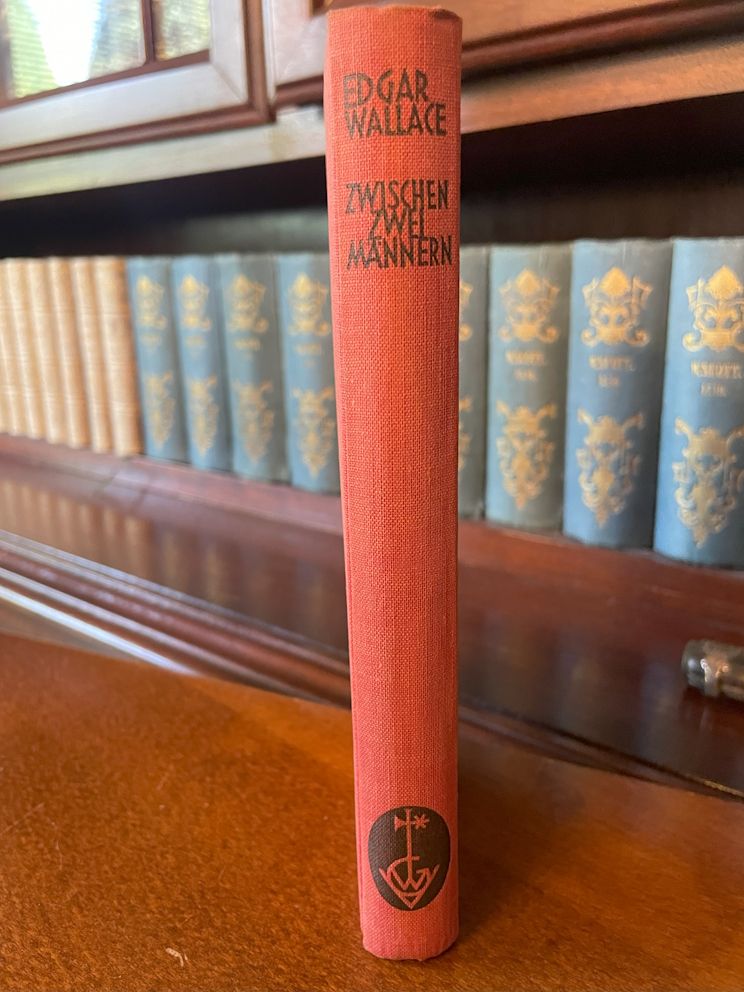 EDGAR
WALLACE
ZWISCHEN
ZWEI
MÄNNERN